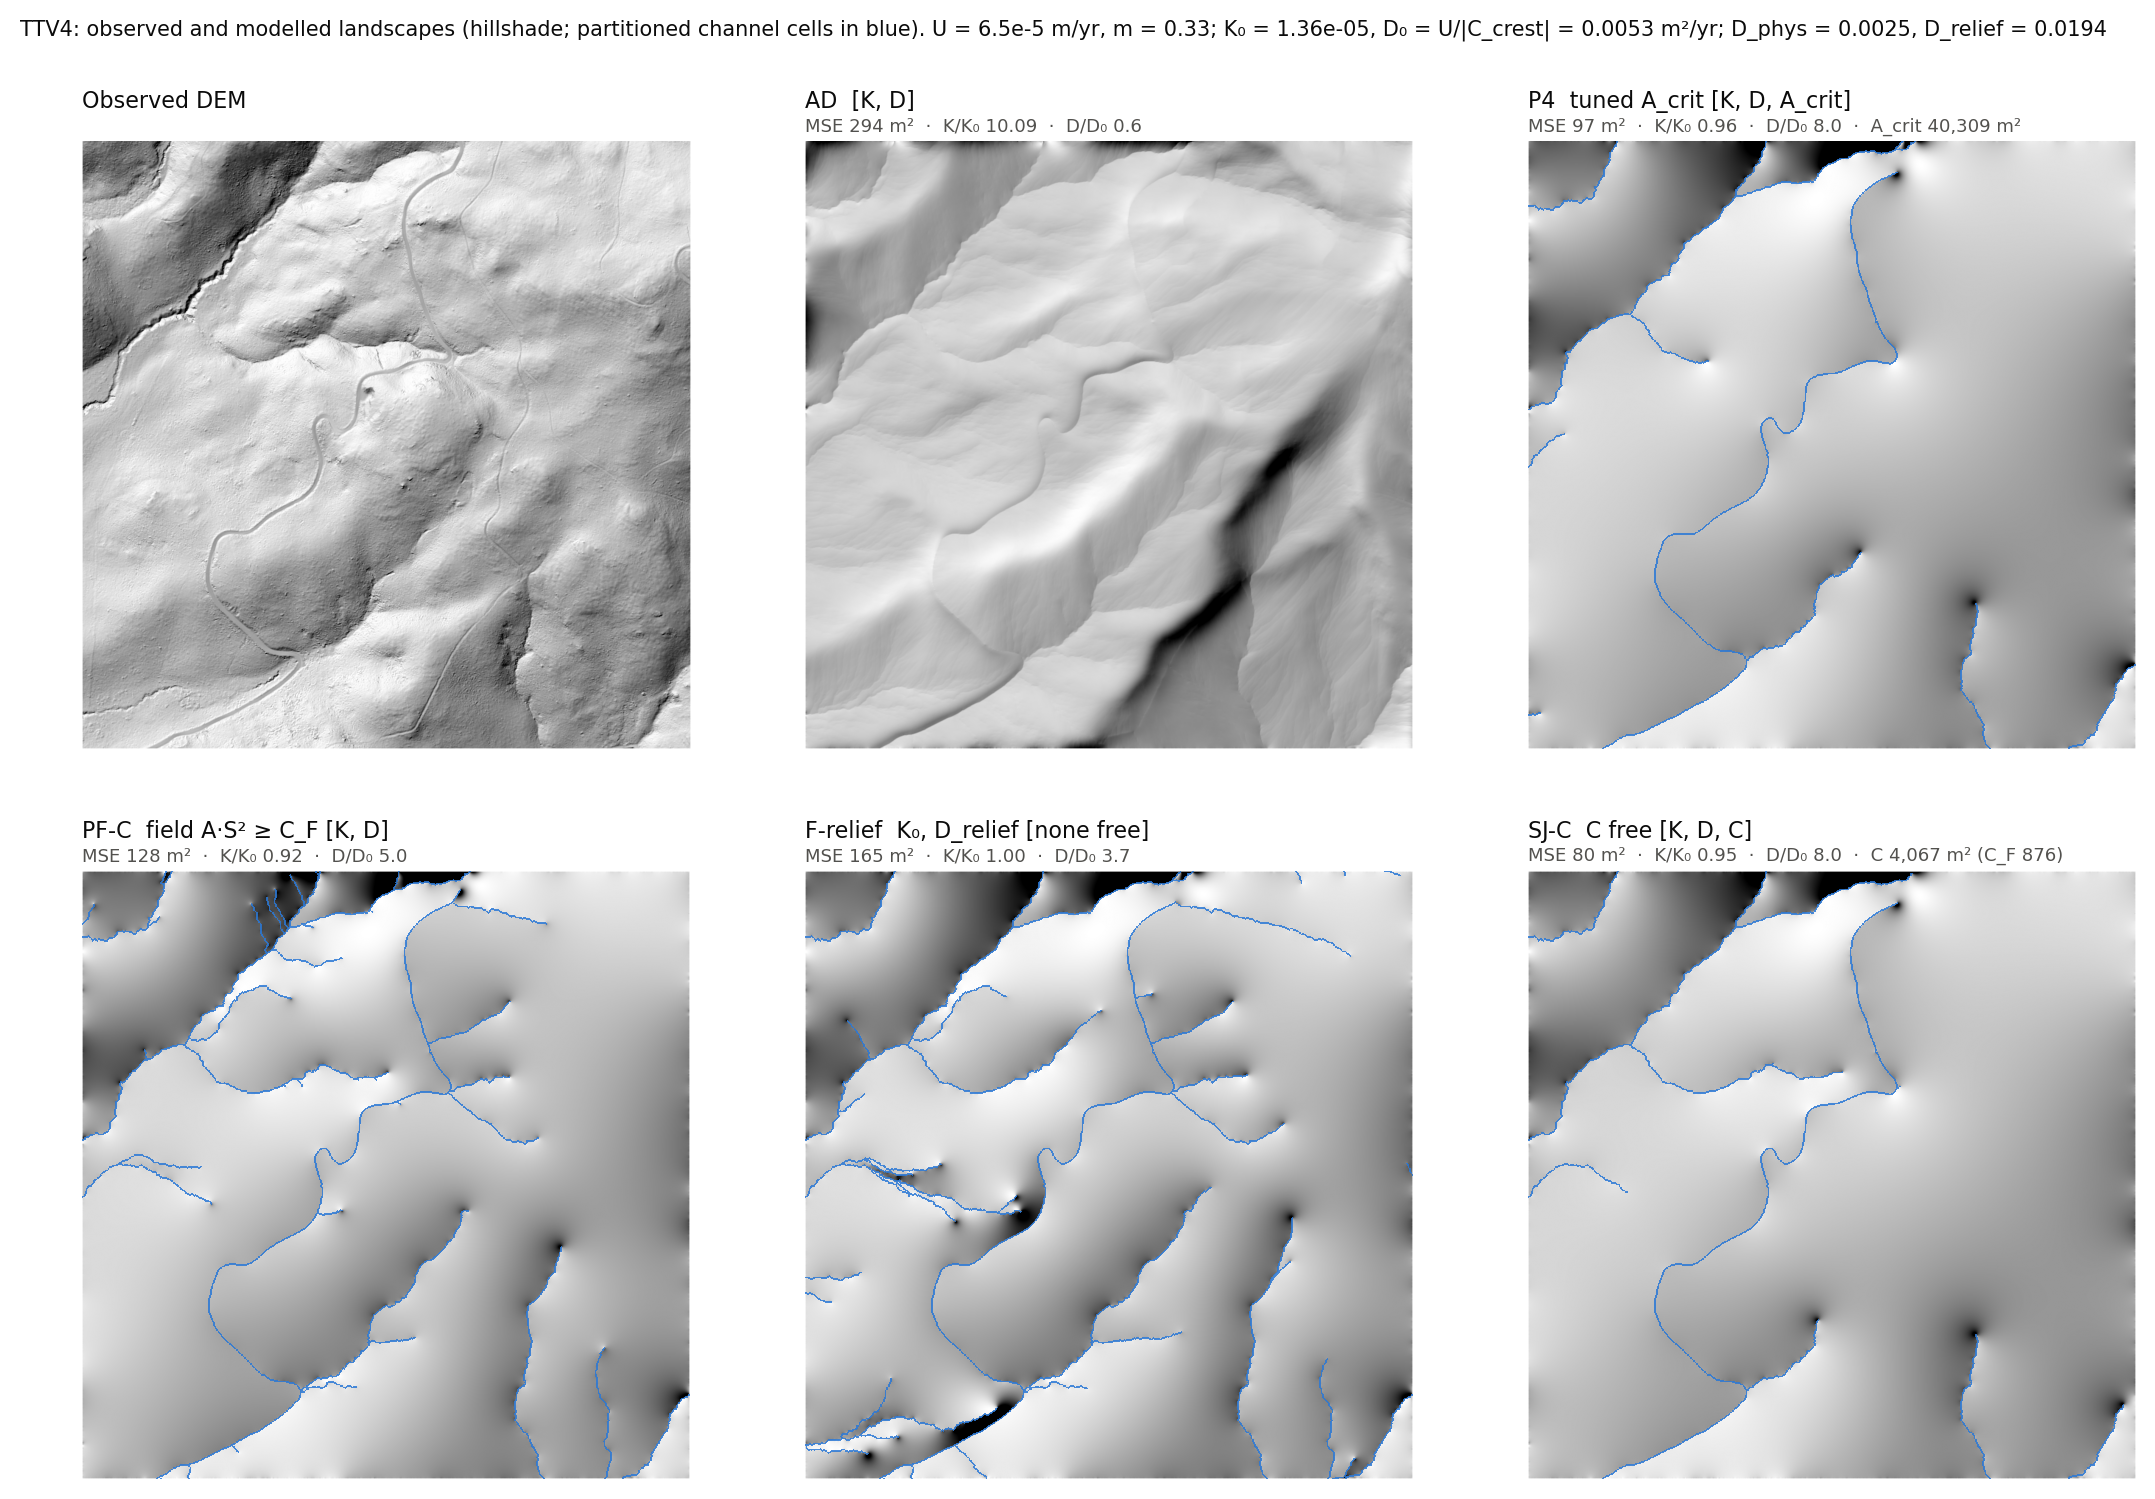 TTV4: observed and modelled landscapes (hillshade; partitioned channel cells in blue). U = 6.5e-5 m/yr, m = 0.33; K₀ = 1.36e-05, D₀ = U/|C_crest| = 0.0053 m²/yr; D_phys = 0.0025, D_relief = 0.0194
Observed DEM
AD [K, D]
MSE 294 m² · K/K₀ 10.09 · D/D₀ 0.6
P4 tuned A_crit [K, D, A_crit]
MSE 97 m² · K/K₀ 0.96 · D/D₀ 8.0 · A_crit 40,309 m²
PF-C field A·S² ≥ C_F [K, D]
MSE 128 m² · K/K₀ 0.92 · D/D₀ 5.0
F-relief K₀, D_relief [none free]
MSE 165 m² · K/K₀ 1.00 · D/D₀ 3.7
SJ-C C free [K, D, C]
MSE 80 m² · K/K₀ 0.95 · D/D₀ 8.0 · C 4,067 m² (C_F 876)